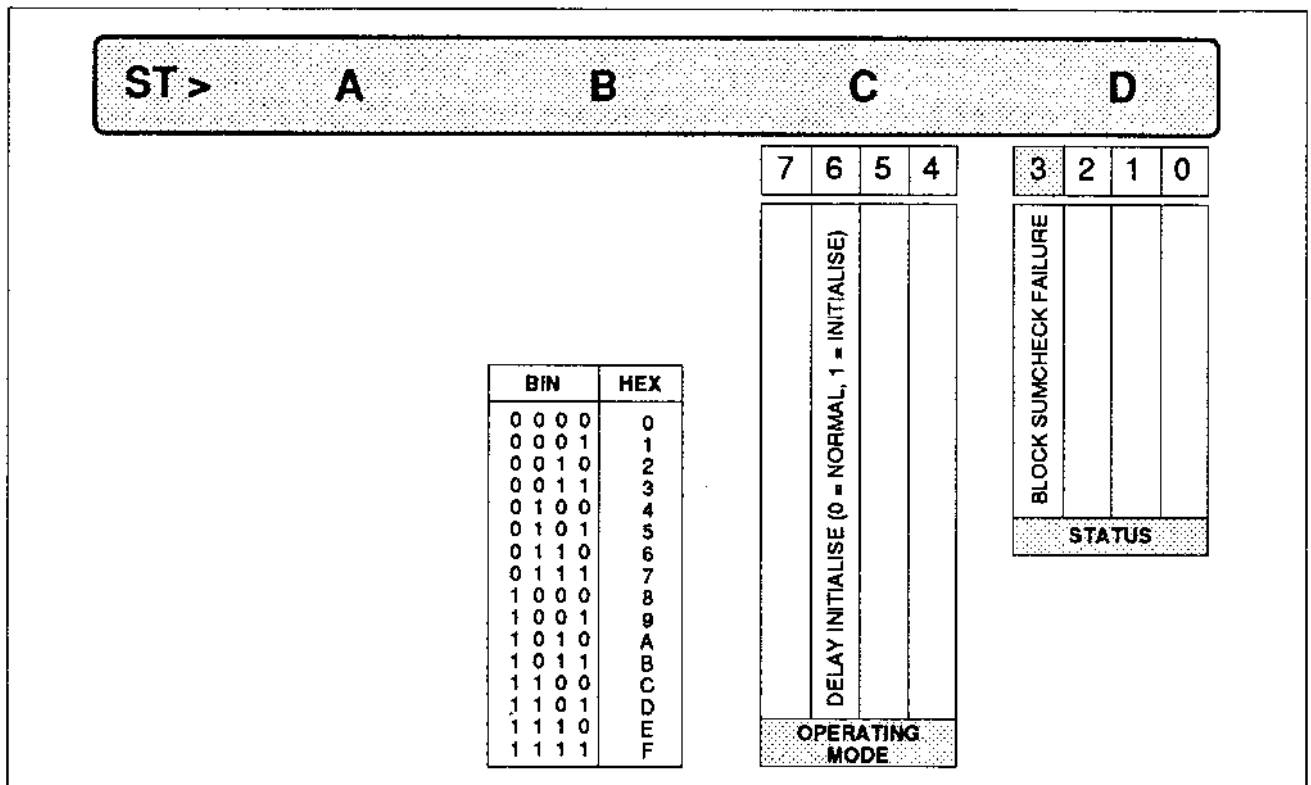 ST > A B C D
7 6 5 4 3 2 1 0
DELAY INITIALISE (0 = NORMAL, 1 = INITIALISE)
BLOCK SUMCHECK FAILURE
STATUS
BIN HEX
0 0 0 0 0
0 0 0 1 1
0 0 1 0 2
0 0 1 1 3
0 1 0 0 4
0 1 0 1 5
0 1 1 0 6
0 1 1 1 7
1 0 0 0 8
1 0 0 1 9
1 0 1 0 A
1 0 1 1 B
1 1 0 0 C
1 1 0 1 D
1 1 1 0 E
1 1 1 1 F
OPERATING
MODE